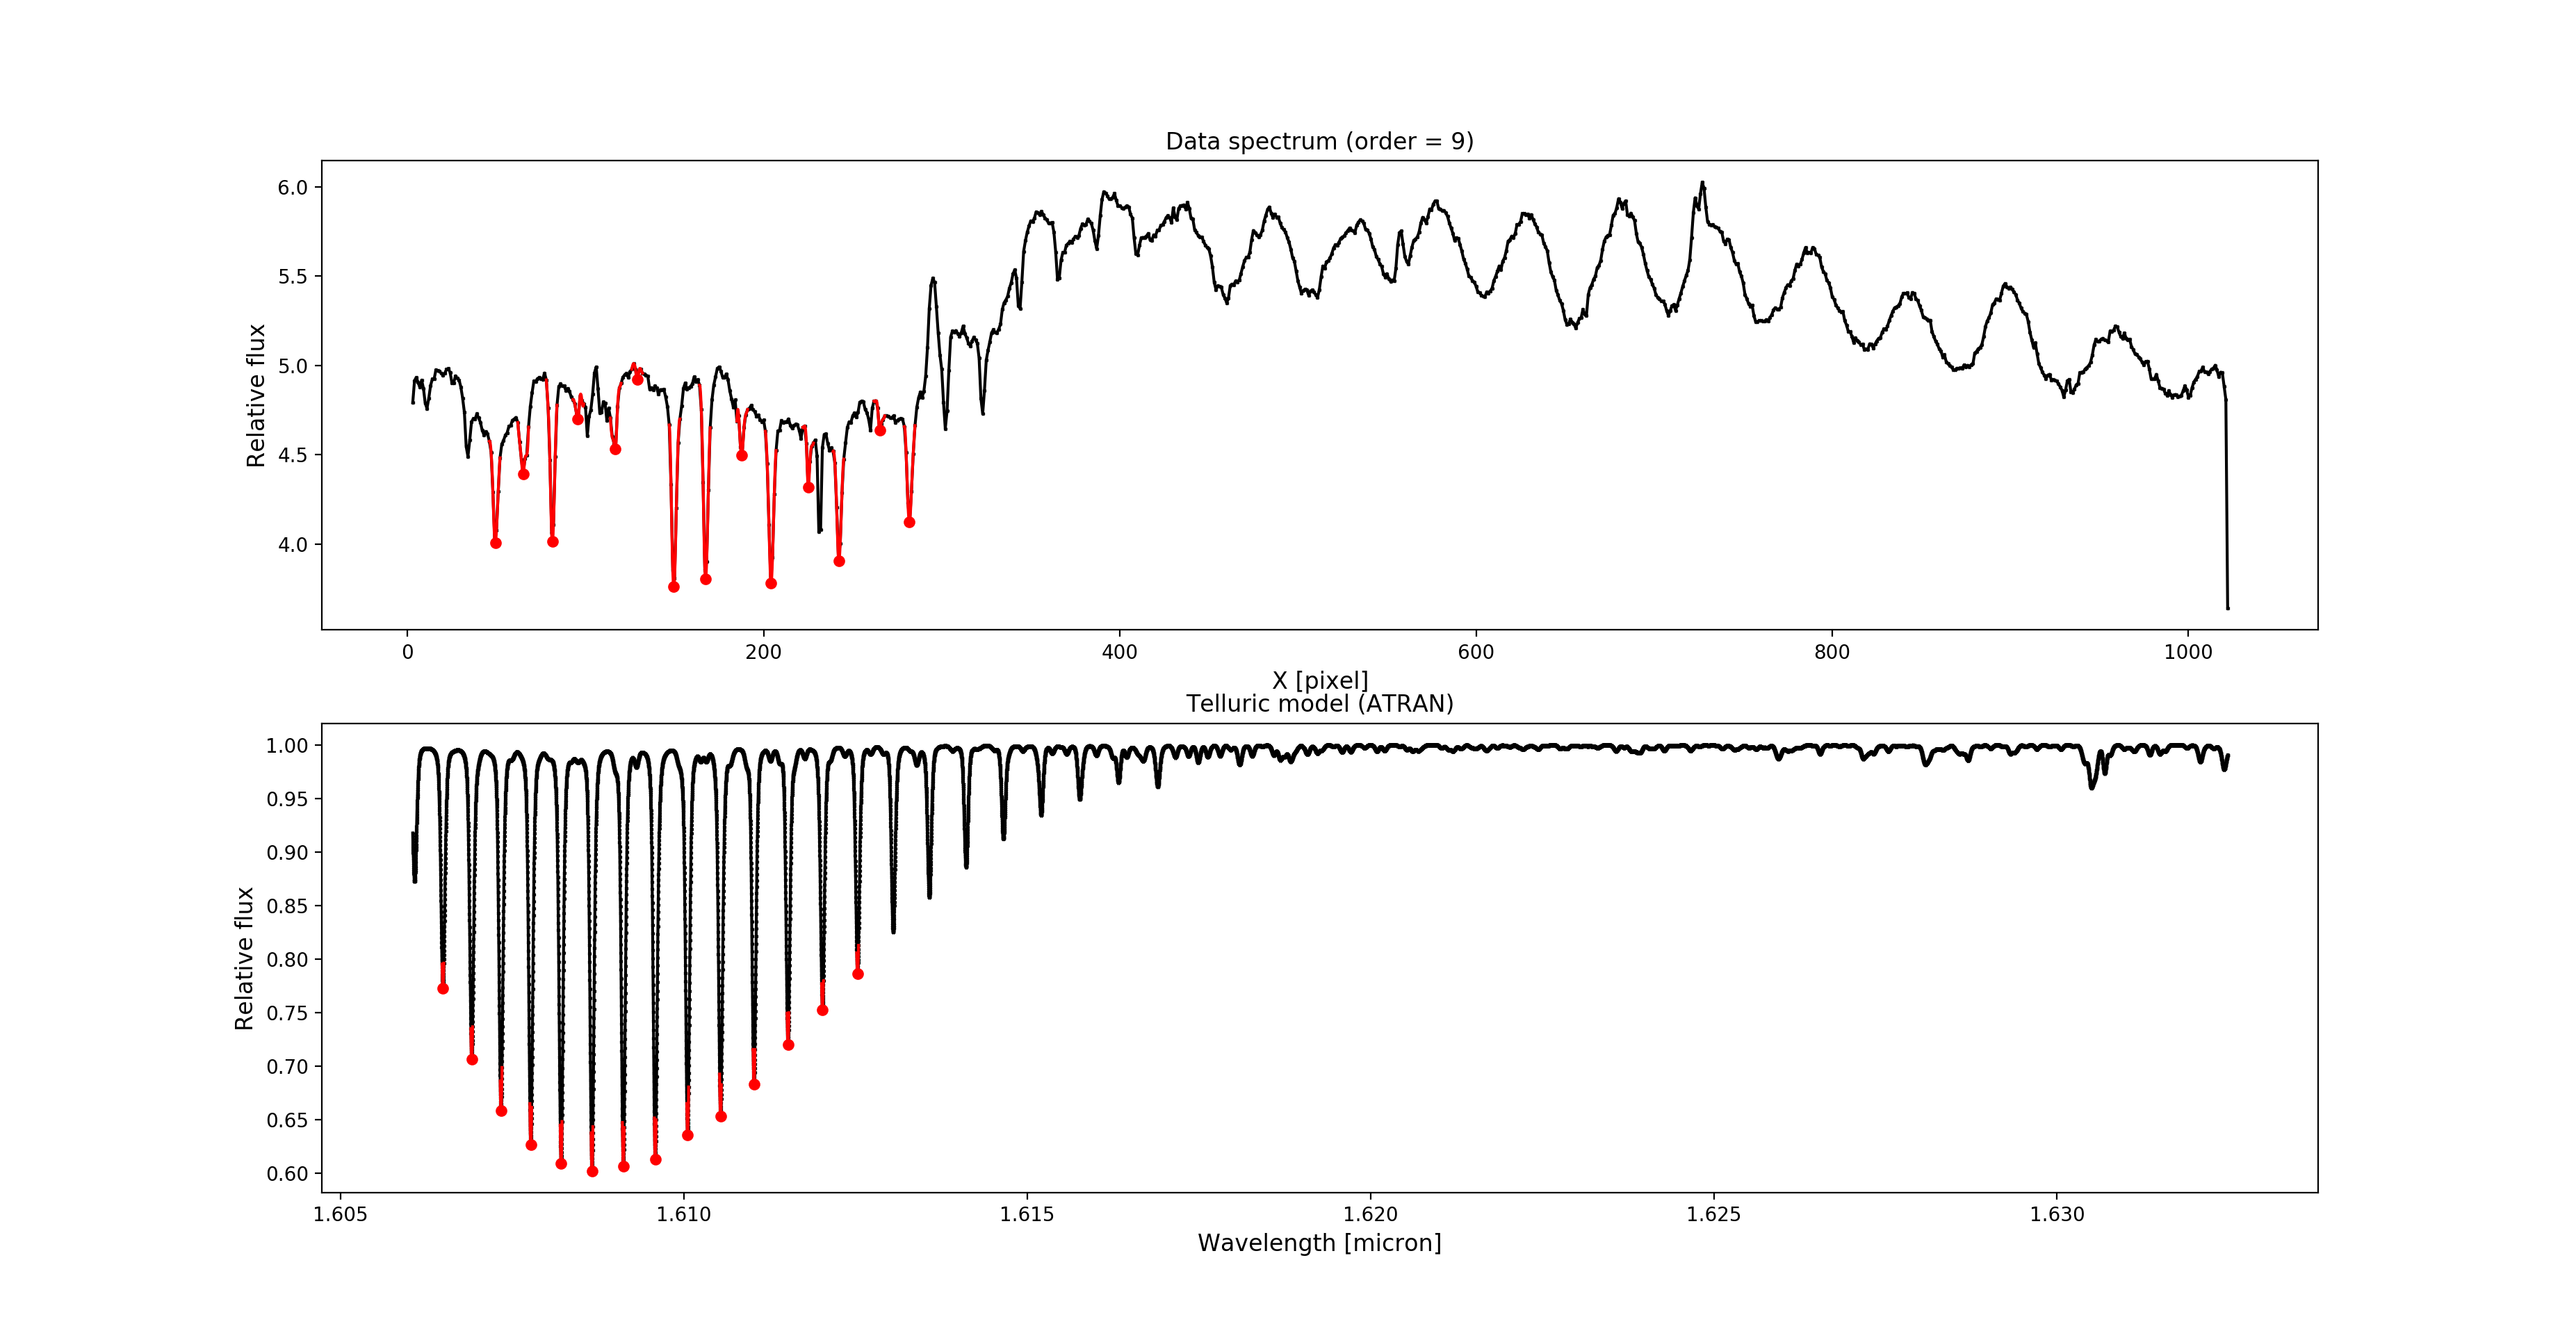 Data spectrum (order = 9)
Relative flux
6.0
5.5
5.0
4.5
4.0
0 200 400 600 800 1000
X [pixel]
Telluric model (ATRAN)
Relative flux
1.00
0.95
0.90
0.85
0.80
0.75
0.70
0.65
0.60
1.605 1.610 1.615 1.620 1.625 1.630
Wavelength [micron]